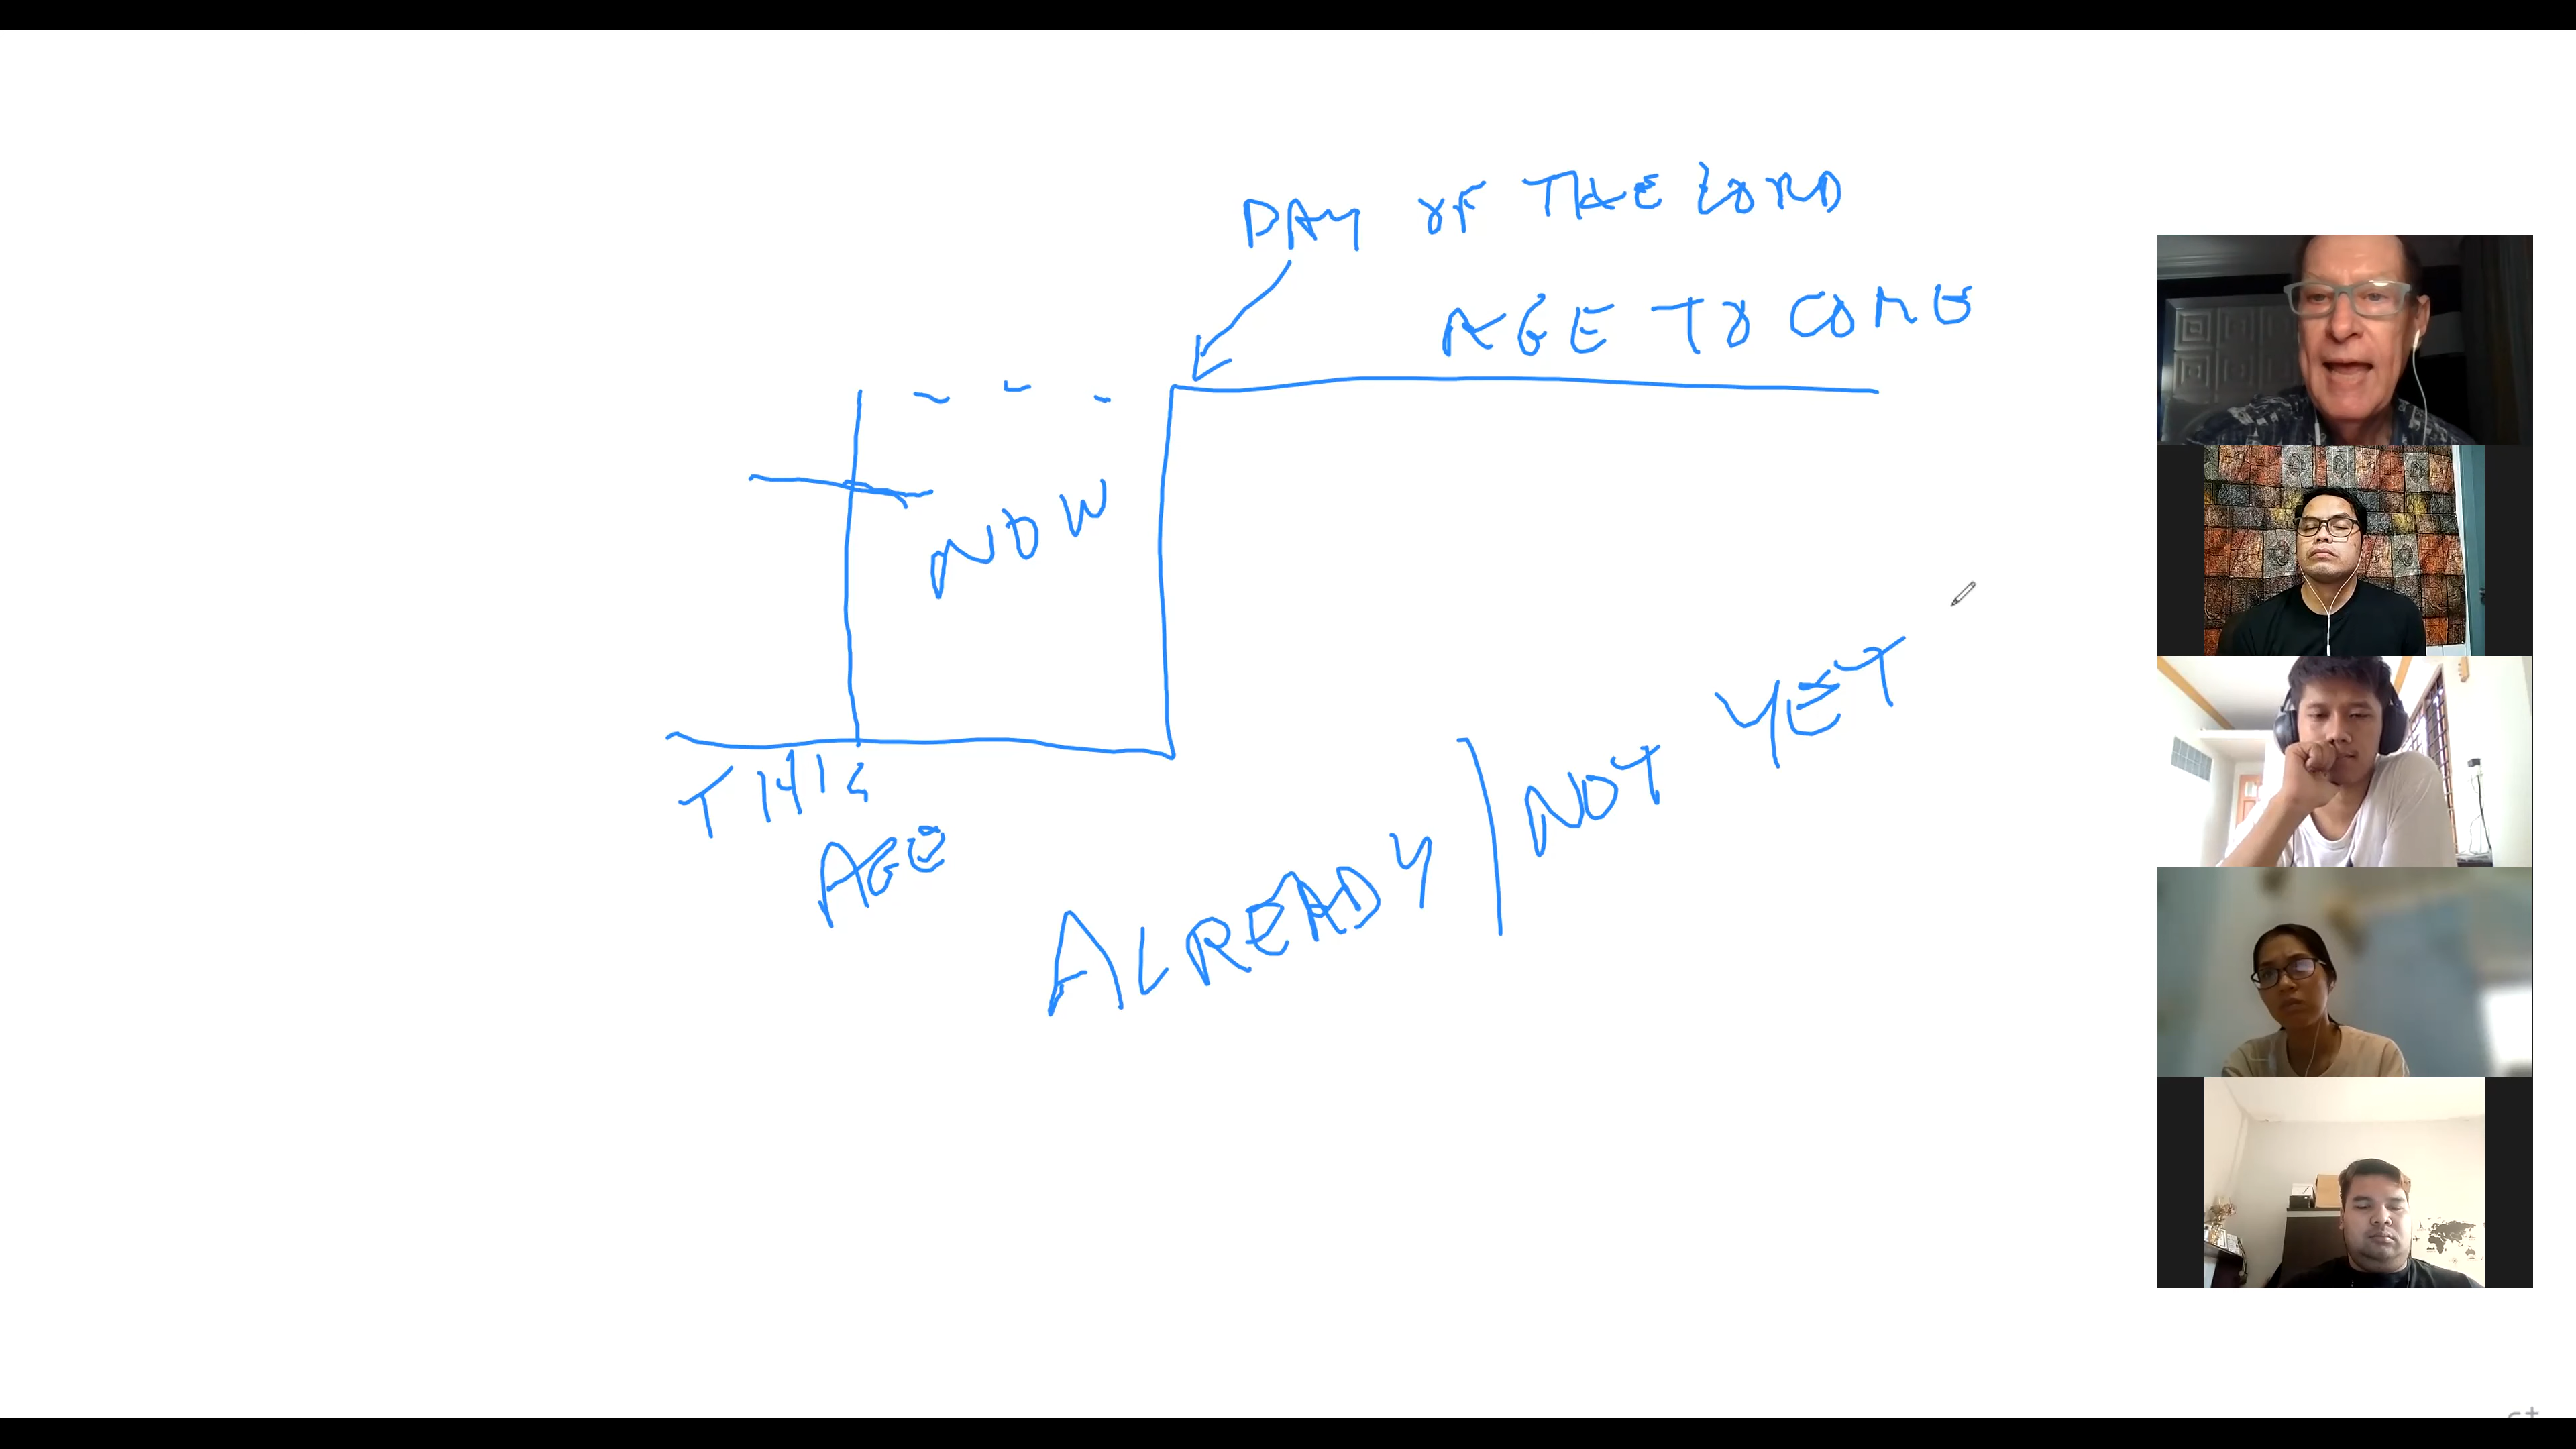 DAY OF THE LORD
AGE TO COME
NOW
THIS
AGE
ALREADY | NOT YET